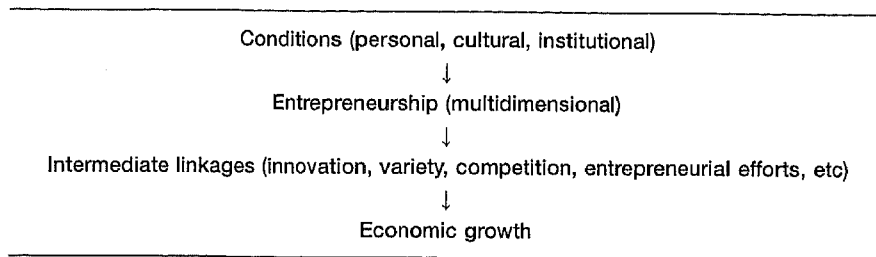 Conditions (personal, cultural, institutional)
↓
Entrepreneurship (multidimensional)
↓
Intermediate linkages (innovation, variety, competition, entrepreneurial efforts, etc)
↓
Economic growth